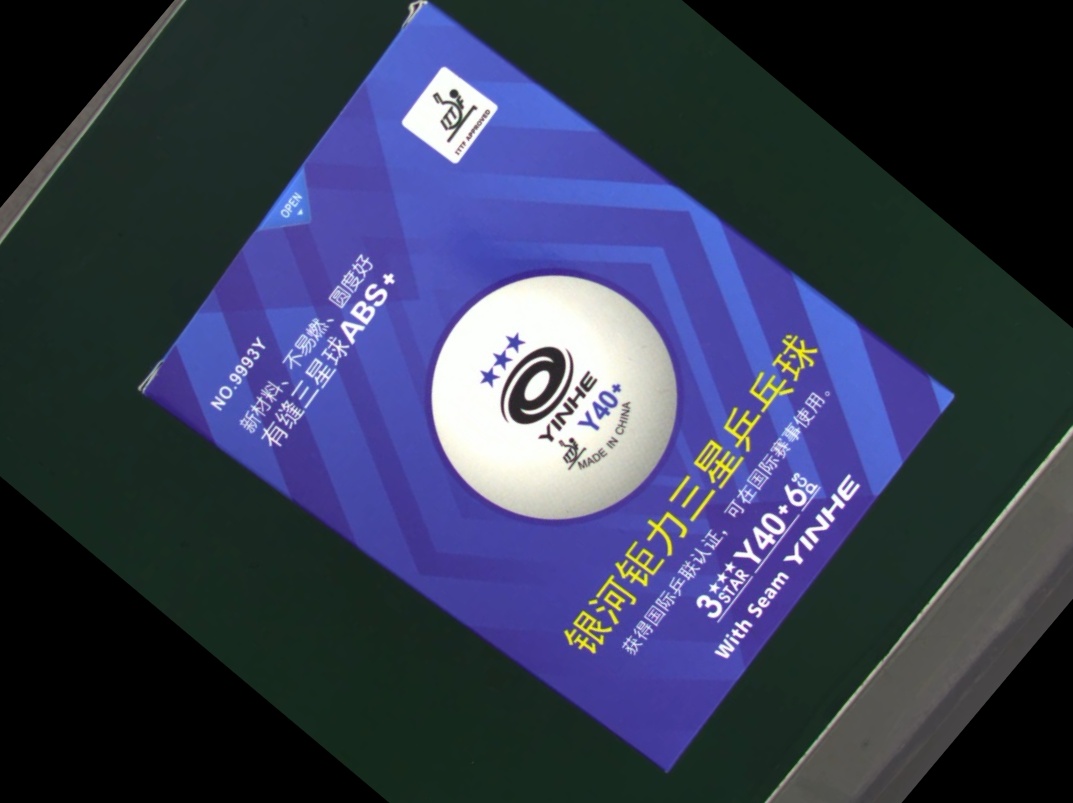 ITTF
ITTF APPROVED
OPEN
NO.9993Y
新材料、不易燃、圆度好
有缝三星球ABS+
YINHE
Y40+
MADE IN CHINA
银河钜力三星乒乓球
获得国际乒联认证，可在国际赛事使用。
3 STAR Y40+ 6
With Seam YINHE